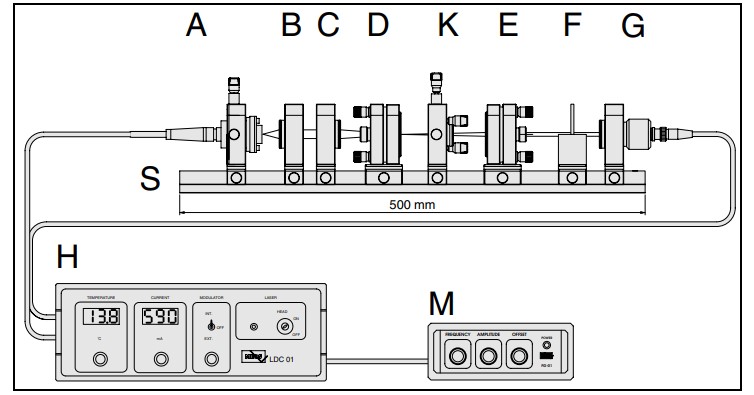 A B C D K E F G
S
500 mm
H
TEMPERATURE CURRENT MODULATOR LASER
13.8 590
INT.
OFF
EXT.
HEAD
ON
OFF
°C mA
LDC 01
M
FREQUENCY AMPLITUDE OFFSET
POWER